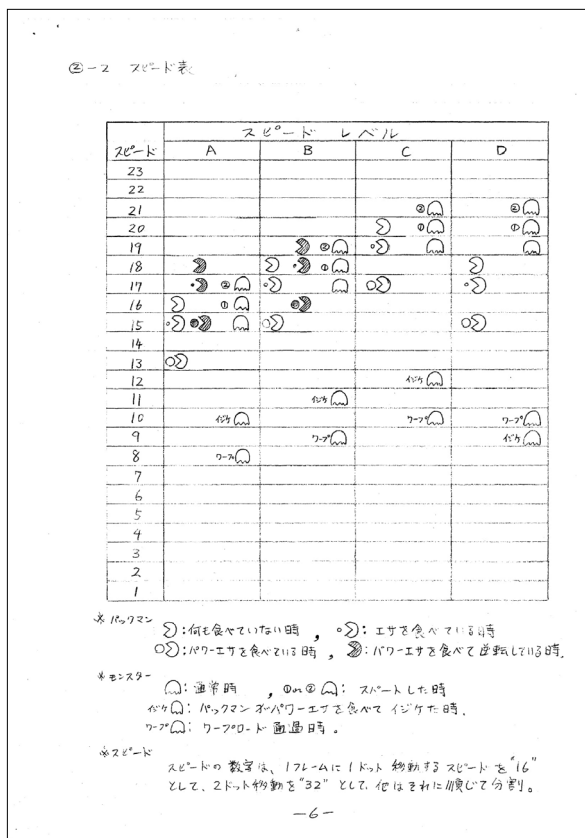 ②-2 スピード表
スピード レベル
スピード A B C D
23
22
21 ② ②
20 ① ①
19 ②
18 ①
17 ②
16 ①
15
14
13
12 イジケ
11 イジケ
10 イジケ ワープ ワープ
9 ワープ イジケ
8 ワープ
7
6
5
4
3
2
1
※パックマン
:何も食べていない時 , :エサを食べている時
:パワーエサを食べている時 , :パワーエサを食べて逆転している時.
※モンスター
:通常時 , ①or② : スパートした時
イジケ : パックマンがパワーエサを食べてイジケた時.
ワープ : ワープロード通過時。
※スピード
スピードの数字は、1フレームに1ドット移動するスピードを"16"
として、2ドット移動を"32"として、他はそれに順じて分割。
-6-